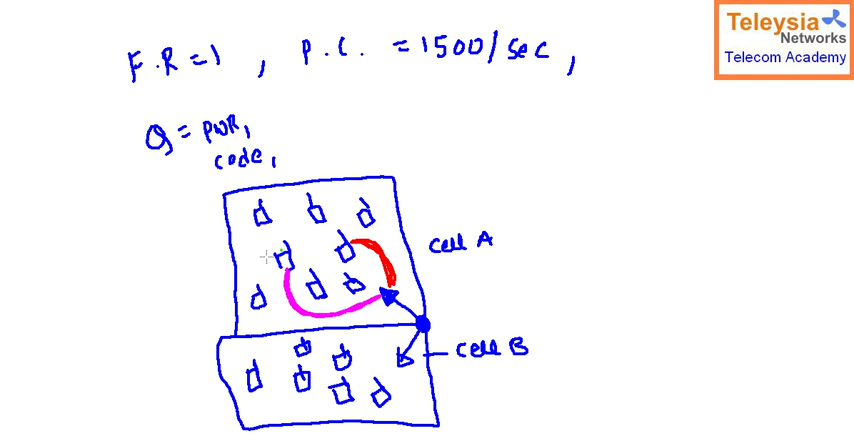 Teleysia
Networks
Telecom Academy
F.R=1 , P.C. =1500/sec,
Q= PWR,
code,
Cell A
Cell B